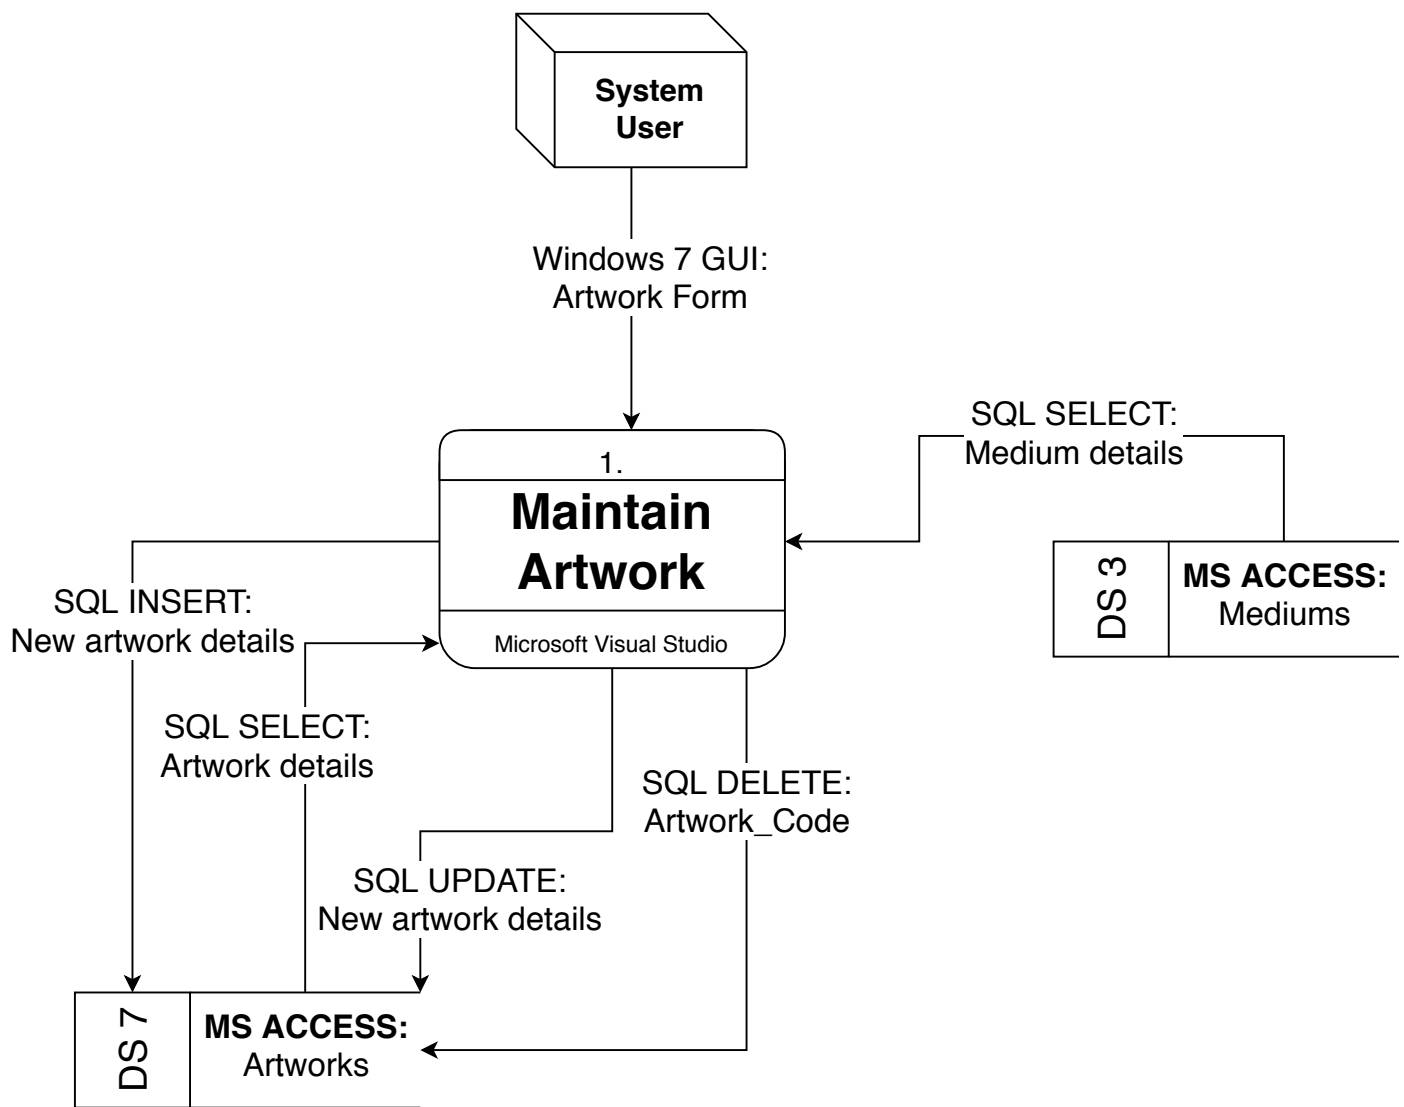 System
User
Windows 7 GUI:
Artwork Form
SQL SELECT:
Medium details
1.
Maintain
Artwork
Microsoft Visual Studio
DS 3
MS ACCESS:
Mediums
SQL INSERT:
New artwork details
SQL SELECT:
Artwork details
SQL DELETE:
Artwork_Code
SQL UPDATE:
New artwork details
DS 7
MS ACCESS:
Artworks